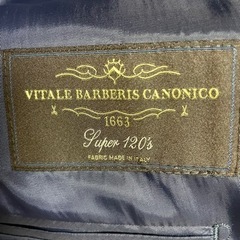 VITALE BARBERIS CANONICO
1663
Super 120's
FABRIC MADE IN ITALY